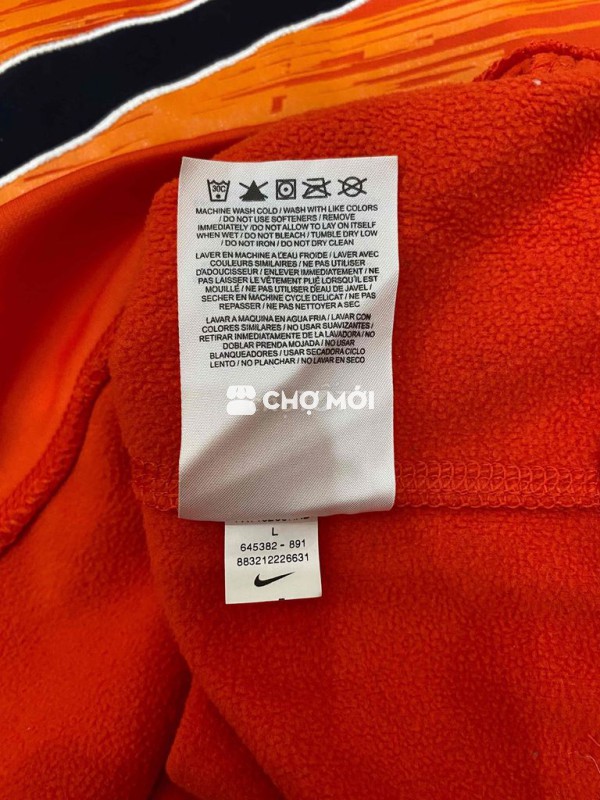 30C
MACHINE WASH COLD / WASH WITH LIKE COLORS
/ DO NOT USE SOFTENERS / REMOVE
IMMEDIATELY / DO NOT ALLOW TO LAY ON ITSELF
WHEN WET / DO NOT BLEACH / TUMBLE DRY LOW
/ DO NOT IRON / DO NOT DRY CLEAN
LAVER EN MACHINE A L'EAU FROIDE / LAVER AVEC
COULEURS SIMILAIRES / NE PAS UTILISER
D'ADOUCISSEUR / ENLEVER IMMEDIATEMENT / NE
PAS LAISSER LE VÊTEMENT PLIÉ LORSQU'IL EST
MOUILLÉ / NE PAS UTILISER D'EAU DE JAVEL /
SECHER EN MACHINE CYCLE DELICAT / NE PAS
REPASSER / NE PAS NETTOYER A SEC
LAVAR A MAQUINA EN AGUA FRIA / LAVAR CON
COLORES SIMILARES / NO USAR SUAVIZANTES /
RETIRAR INMEDIATAMENTE DE LA LAVADORA / NO
DOBLAR PRENDA MOJADA / NO USAR
BLANQUEADORES / USAR SECADORA CICLO
LENTO / NO PLANCHAR / NO LAVAR EN SECO
CHỢ MỚI
L
645382 - 891
883212226631